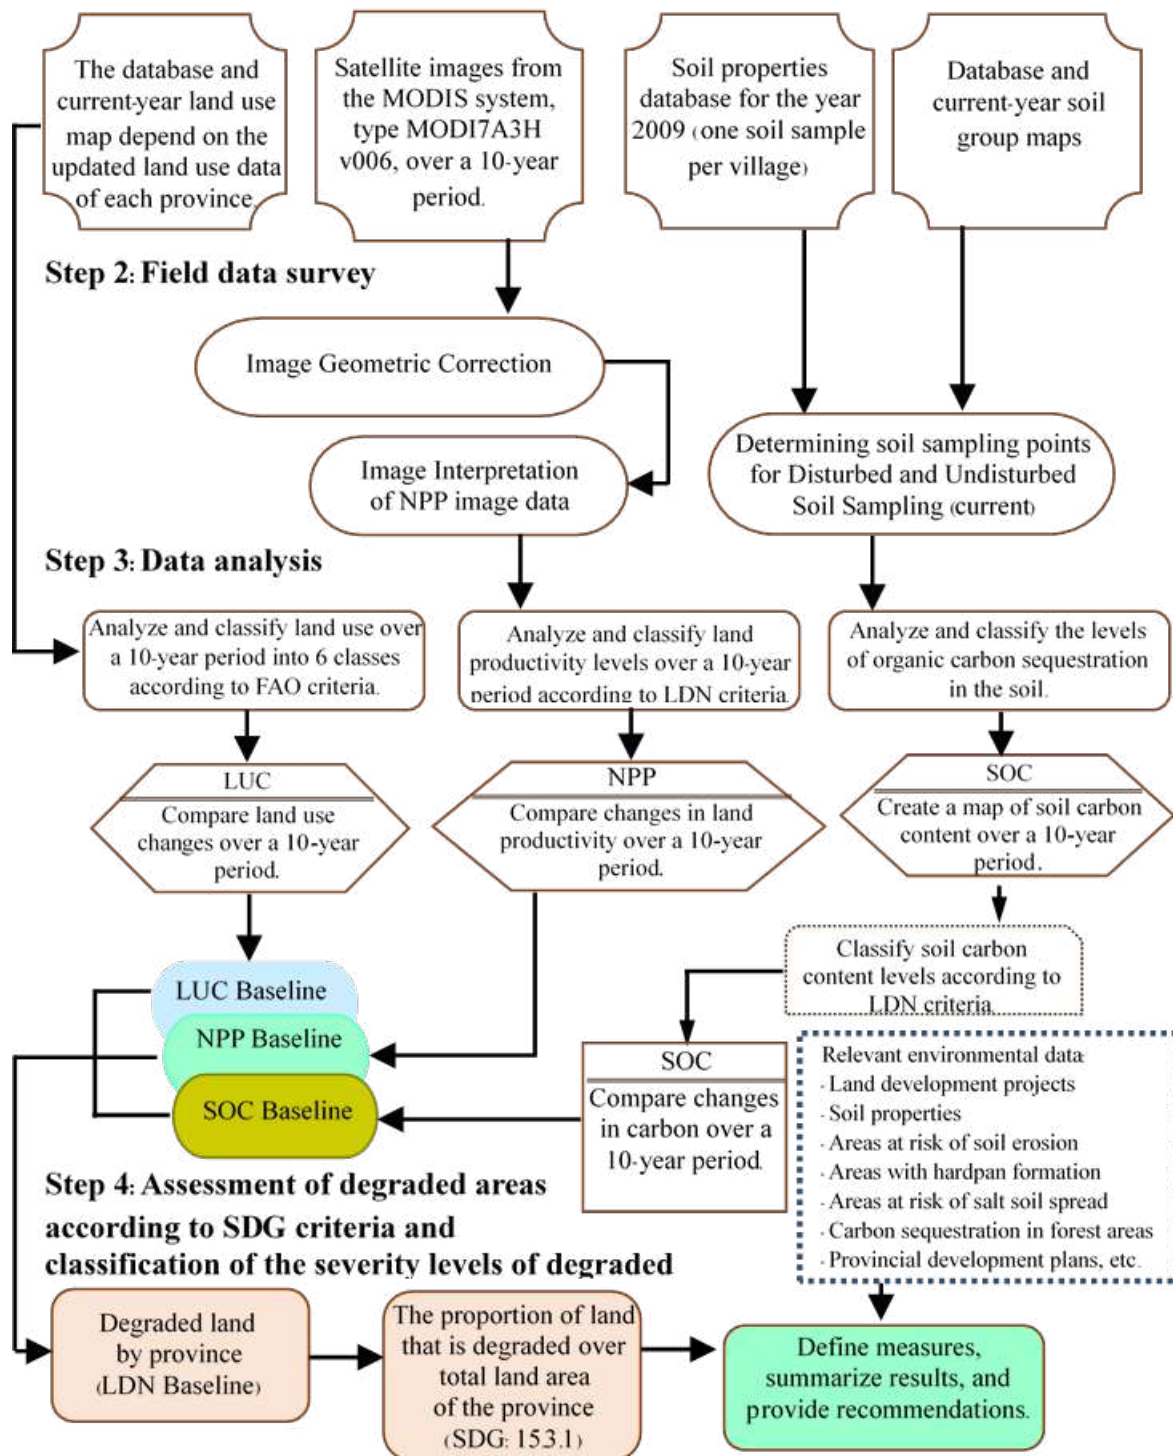 The database and
current-year land use
map depend on the
updated land use data
of each province.
Satellite images from
the MODIS system,
type MODI7A3H
v006, over a 10-year
period.
Soil properties
database for the year
2009 (one soil sample
per village)
Database and
current-year soil
group maps
Step 2: Field data survey
Image Geometric Correction
Image Interpretation
of NPP image data
Determining soil sampling points
for Disturbed and Undisturbed
Soil Sampling (current)
Step 3: Data analysis
Analyze and classify land use over
a 10-year period into 6 classes
according to FAO criteria.
Analyze and classify land
productivity levels over a 10-year
period according to LDN criteria.
Analyze and classify the levels
of organic carbon sequestration
in the soil.
LUC
Compare land use
changes over a 10-year
period.
NPP
Compare changes in land
productivity over a 10-year
period.
SOC
Create a map of soil carbon
content over a 10-year
period.
Classify soil carbon
content levels according to
LDN criteria.
LUC Baseline
NPP Baseline
SOC Baseline
SOC
Compare changes
in carbon over a
10-year period.
Relevant environmental data:
- Land development projects
- Soil properties
- Areas at risk of soil erosion
- Areas with hardpan formation
- Areas at risk of salt soil spread
- Carbon sequestration in forest areas
- Provincial development plans, etc.
Step 4: Assessment of degraded areas
according to SDG criteria and
classification of the severity levels of degraded
Degraded land
by province
(LDN Baseline)
The proportion of land
that is degraded over
total land area
of the province
(SDG: 15.3.1)
Define measures,
summarize results, and
provide recommendations.